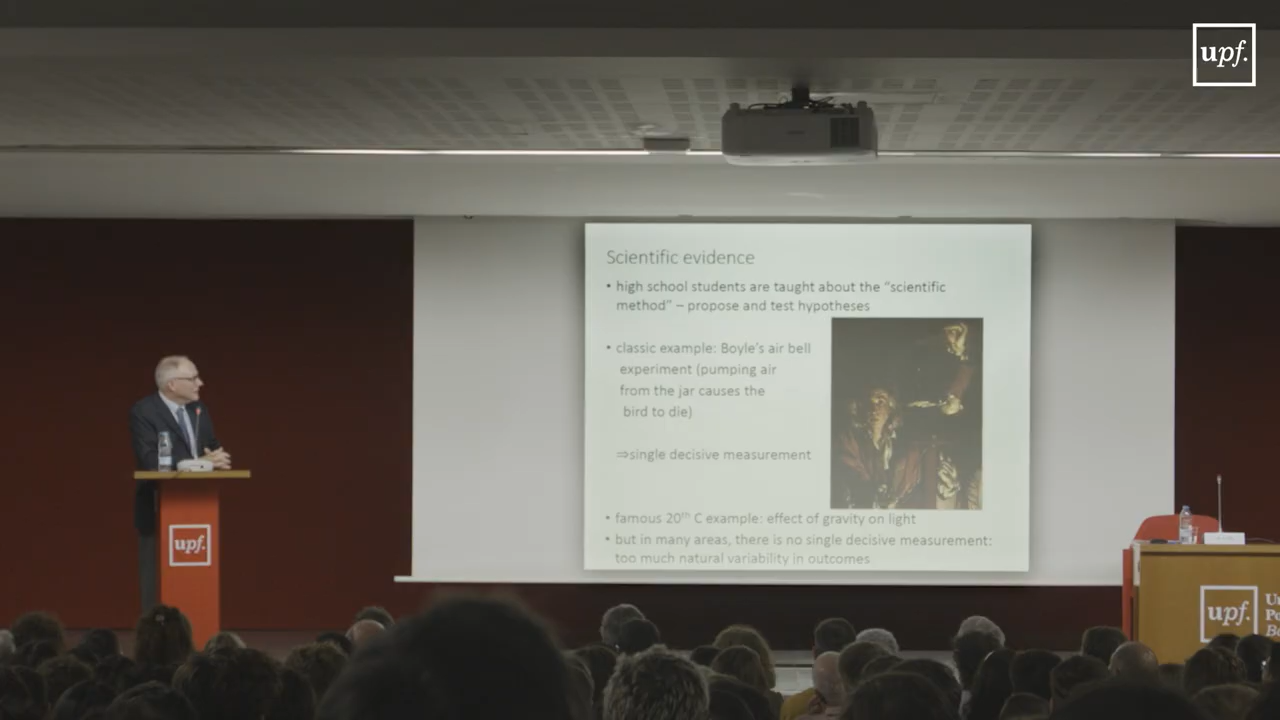 upf.
Scientific evidence
• high school students are taught about the “scientific
method” – propose and test hypotheses
• classic example: Boyle’s air bell
experiment (pumping air
from the jar causes the
bird to die)
⇒single decisive measurement
• famous 20th C example: effect of gravity on light
• but in many areas, there is no single decisive measurement:
too much natural variability in outcomes
upf.
upf.